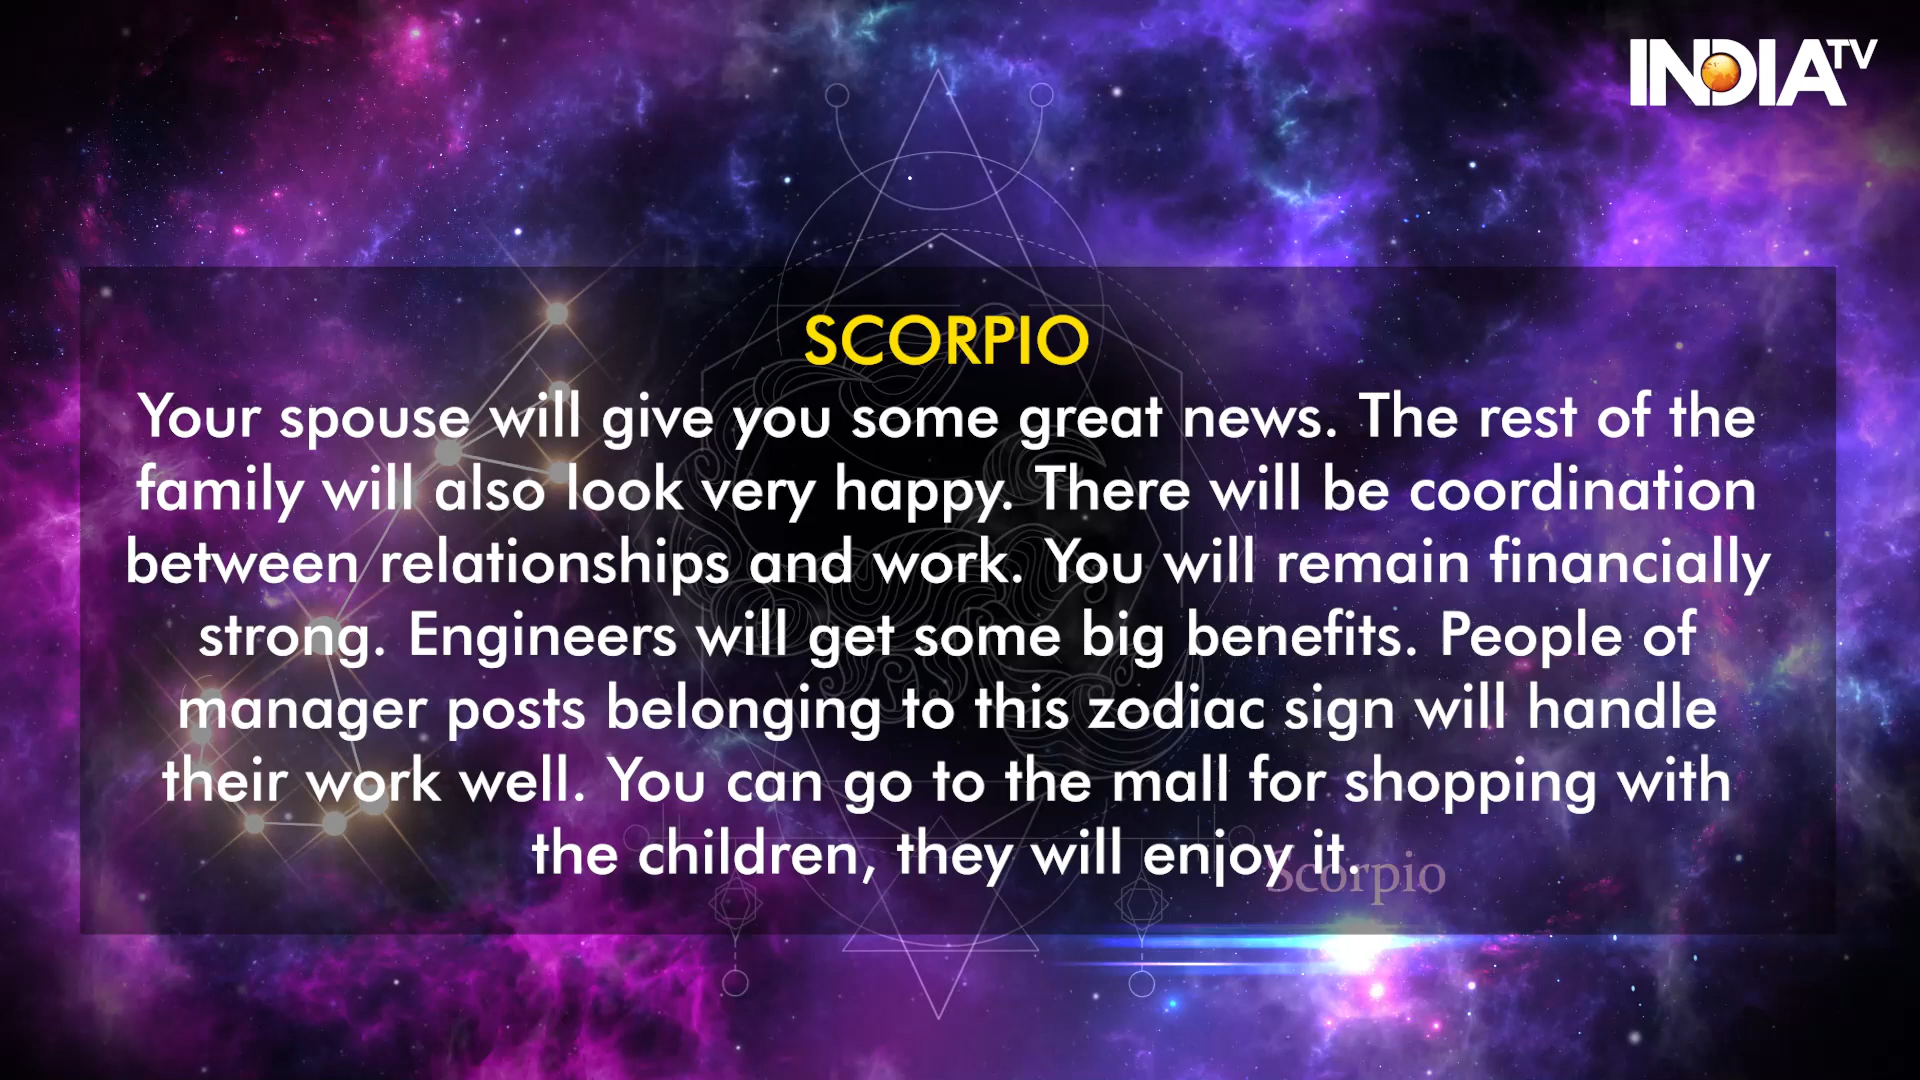 INDIA TV
SCORPIO
Your spouse will give you some great news. The rest of the
family will also look very happy. There will be coordination
between relationships and work. You will remain financially
strong. Engineers will get some big benefits. People of
manager posts belonging to this zodiac sign will handle
their work well. You can go to the mall for shopping with
the children, they will enjoy it.
Scorpio